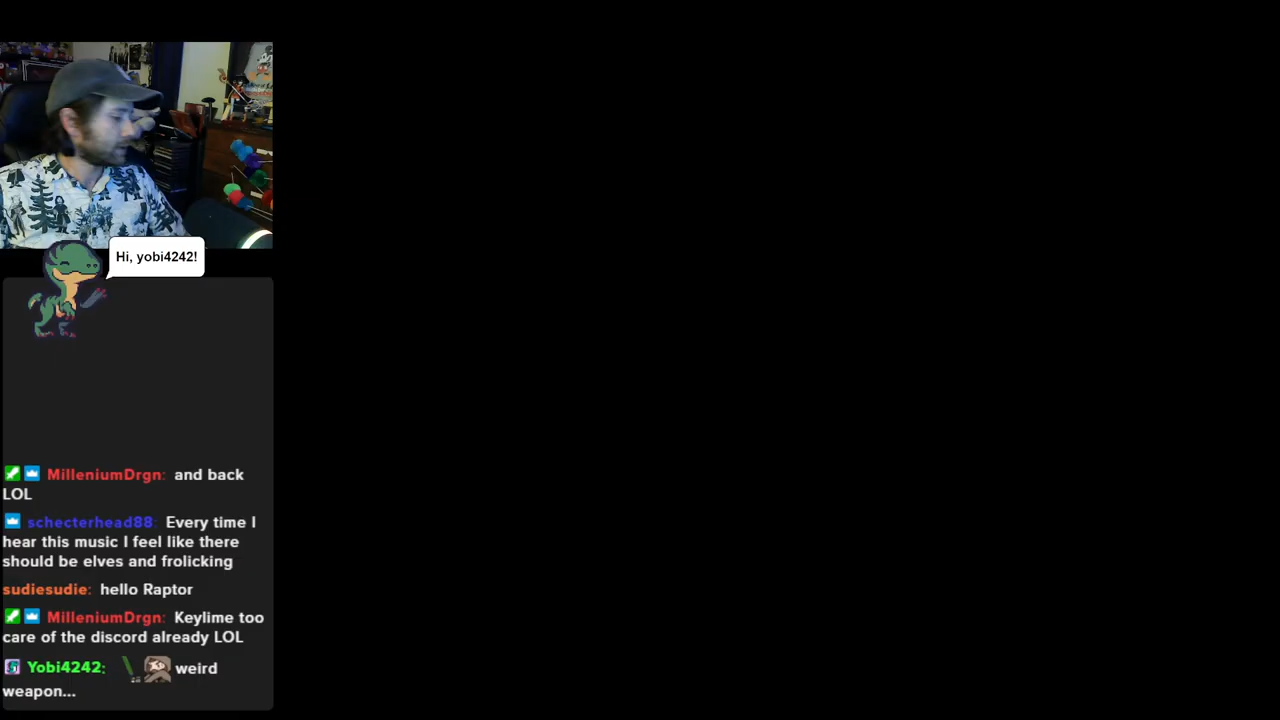 Hi, yobi4242!
MilleniumDrgn: and back
LOL
schecterhead88: Every time I
hear this music I feel like there
should be elves and frolicking
sudiesudie: hello Raptor
MilleniumDrgn: Keylime too
care of the discord already LOL
Yobi4242: weird
weapon...